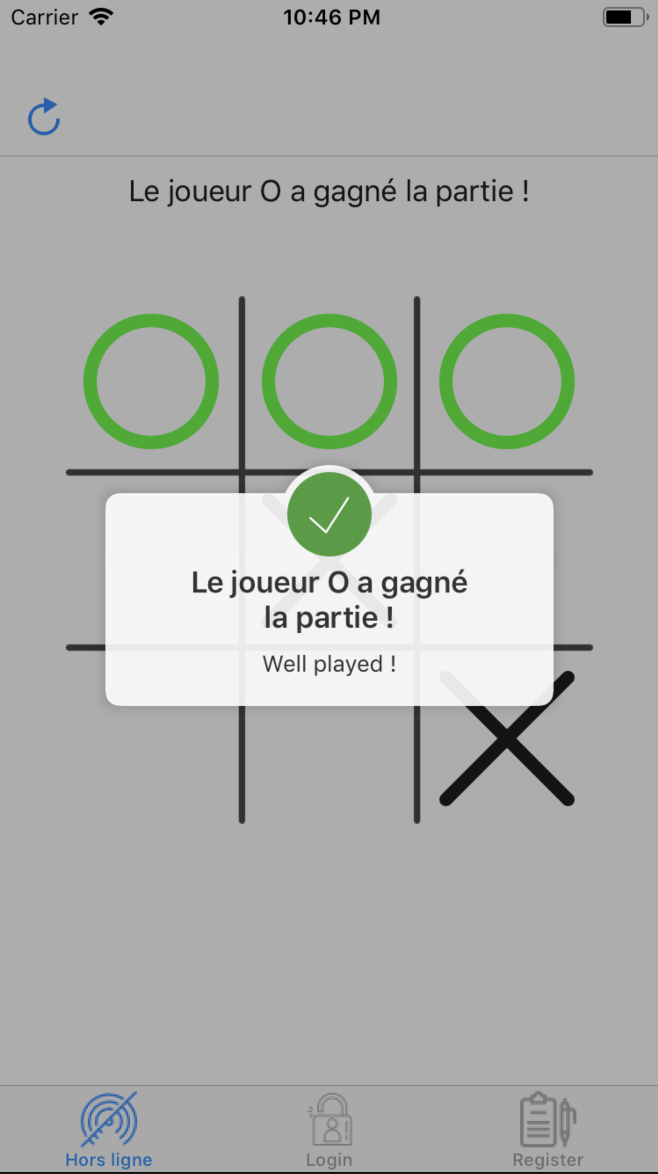 Carrier 10:46 PM
Le joueur O a gagné la partie !
Le joueur O a gagné
la partie !
Well played !
Hors ligne Login Register